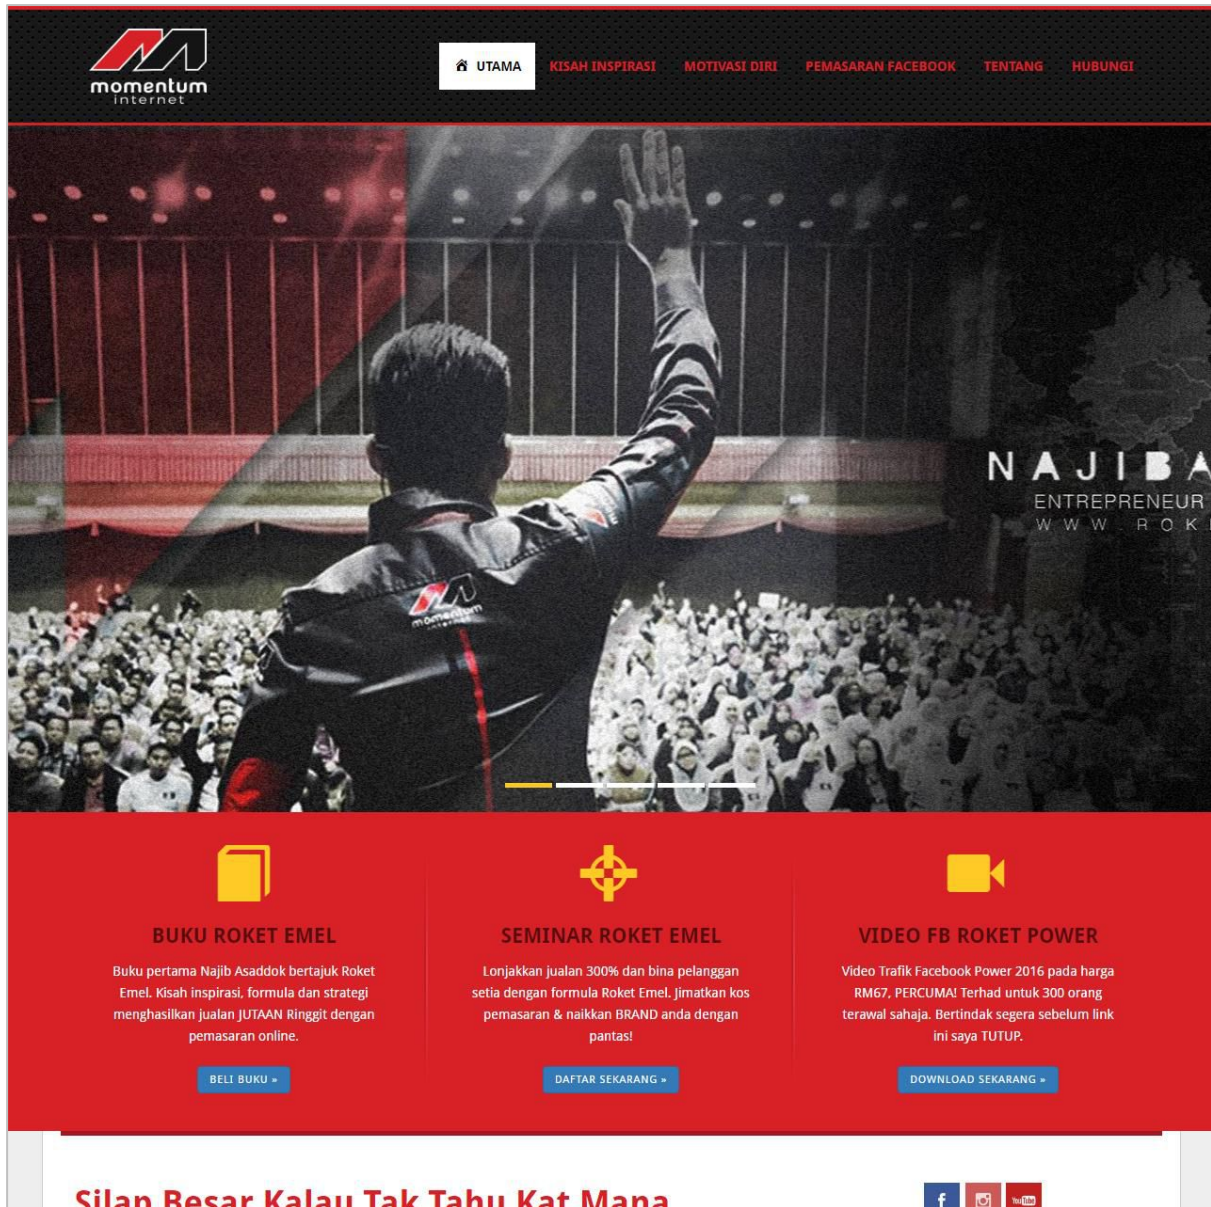 momentum
internet
UTAMA
KISAH INSPIRASI
MOTIVASI DIRI
PEMASARAN FACEBOOK
TENTANG
HUBUNGI
NAJIBA
ENTREPRENEUR
WWW.ROK
momentum
BUKU ROKET EMEL
Buku pertama Najib Asaddok bertajuk Roket
Emel. Kisah inspirasi, formula dan strategi
menghasilkan jualan JUTAAN Ringgit dengan
pemasaran online.
BELI BUKU »
SEMINAR ROKET EMEL
Lonjakkan jualan 300% dan bina pelanggan
setia dengan formula Roket Emel. Jimatkan kos
pemasaran & naikkan BRAND anda dengan
pantas!
DAFTAR SEKARANG »
VIDEO FB ROKET POWER
Video Trafik Facebook Power 2016 pada harga
RM67, PERCUMA! Terhad untuk 300 orang
terawal sahaja. Bertindak segera sebelum link
ini saya TUTUP.
DOWNLOAD SEKARANG »
Silap Besar Kalau Tak Tahu Kat Mana
f
You Tube